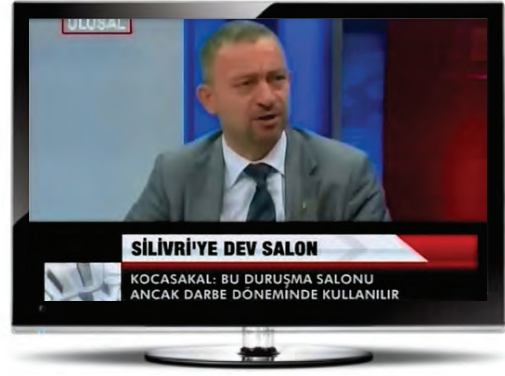 ULUSAL
SİLİVRİ'YE DEV SALON
KOCASAKAL: BU DURUŞMA SALONU
ANCAK DARBE DÖNEMİNDE KULLANILIR